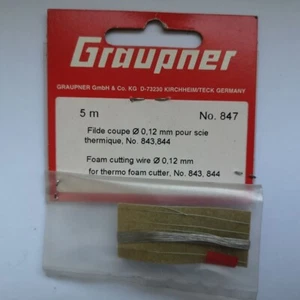 Graupner
GRAUPNER GmbH & Co. KG D-73230 KIRCHHEIM/TECK GERMANY
5 m No. 847
Filde coupe Ø 0,12 mm pour scie
thermique, No. 843,844
Foam cutting wire Ø 0,12 mm
for thermo foam cutter, No. 843, 844